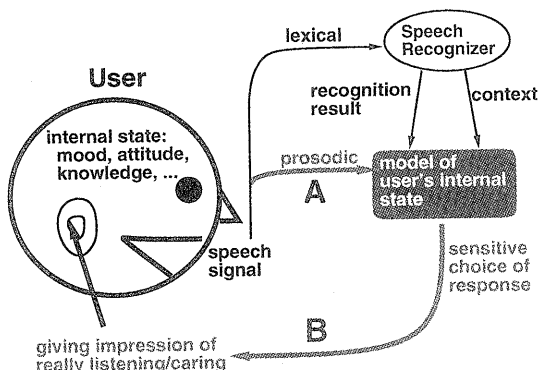 lexical
Speech
Recognizer
User
recognition
result
context
internal state:
mood, attitude,
knowledge, ...
prosodic
A
model of
user's internal
state
speech
signal
sensitive
choice of
response
B
giving impression of
really listening/caring